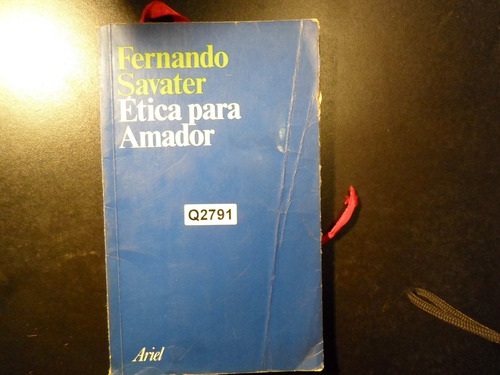 Fernando
Savater
Ética para
Amador
Q2791
Ariel